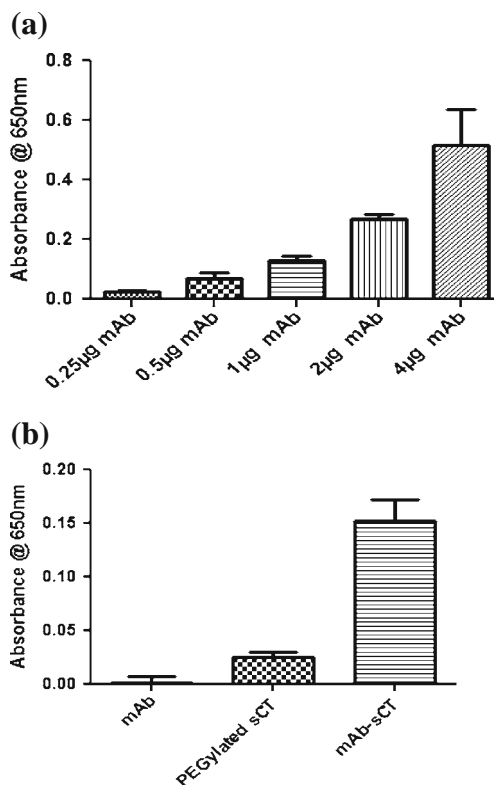 (a)
Absorbance @ 650nm
0.8
0.6
0.4
0.2
0.0
0.25µg mAb
0.5µg mAb
1µg mAb
2µg mAb
4µg mAb
(b)
Absorbance @ 650nm
0.20
0.15
0.10
0.05
0.00
mAb
PEGylated sCT
mAb-sCT